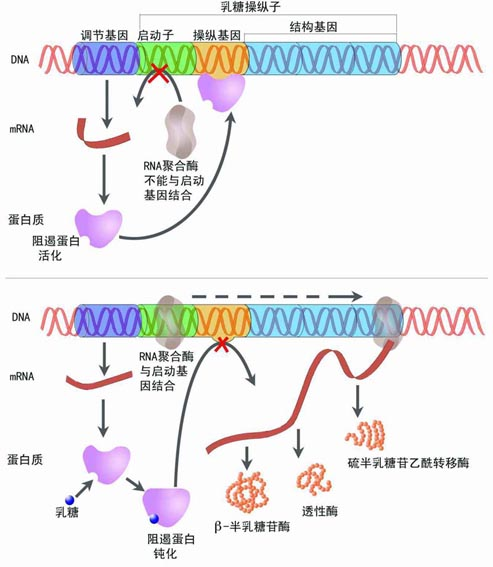 乳糖操纵子
调节基因 启动子 操纵基因 结构基因
DNA
mRNA
RNA聚合酶
不能与启动
基因结合
蛋白质
阻遏蛋白
活化
DNA
RNA聚合酶
与启动基
因结合
mRNA
蛋白质
乳糖
阻遏蛋白
钝化
β-半乳糖苷酶
透性酶
硫半乳糖苷乙酰转移酶